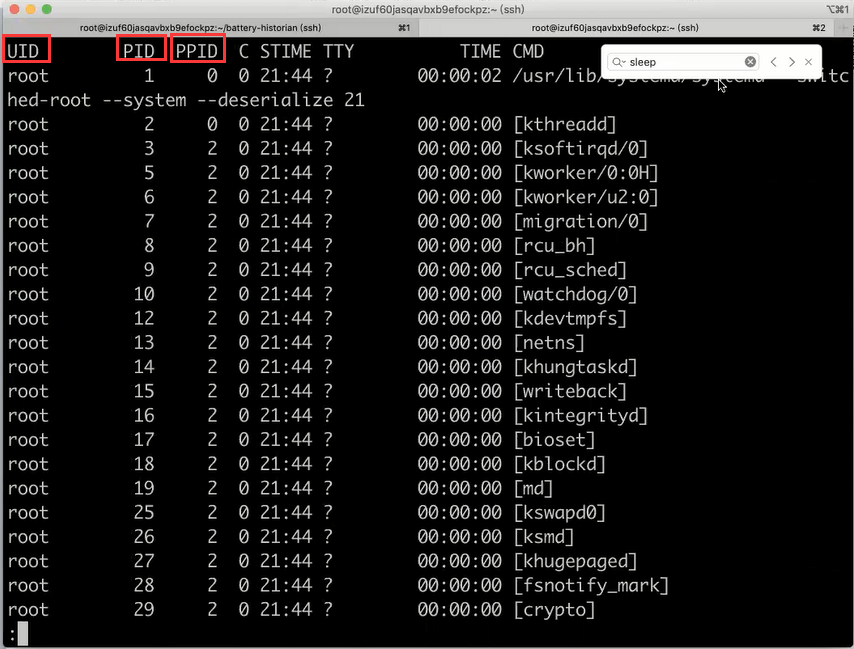 root@izuf60jasqavbxb9efockpz:~ (ssh)
⌥⌘1
root@izuf60jasqavbxb9efockpz:~/battery-historian (ssh) ⌘1 root@izuf60jasqavbxb9efockpz:~ (ssh) ⌘2
UID PID PPID C STIME TTY TIME CMD
sleep
root 1 0 0 21:44 ? 00:00:02 /usr/lib/systemd/systemd --switc
hed-root --system --deserialize 21
root 2 0 0 21:44 ? 00:00:00 [kthreadd]
root 3 2 0 21:44 ? 00:00:00 [ksoftirqd/0]
root 5 2 0 21:44 ? 00:00:00 [kworker/0:0H]
root 6 2 0 21:44 ? 00:00:00 [kworker/u2:0]
root 7 2 0 21:44 ? 00:00:00 [migration/0]
root 8 2 0 21:44 ? 00:00:00 [rcu_bh]
root 9 2 0 21:44 ? 00:00:00 [rcu_sched]
root 10 2 0 21:44 ? 00:00:00 [watchdog/0]
root 12 2 0 21:44 ? 00:00:00 [kdevtmpfs]
root 13 2 0 21:44 ? 00:00:00 [netns]
root 14 2 0 21:44 ? 00:00:00 [khungtaskd]
root 15 2 0 21:44 ? 00:00:00 [writeback]
root 16 2 0 21:44 ? 00:00:00 [kintegrityd]
root 17 2 0 21:44 ? 00:00:00 [bioset]
root 18 2 0 21:44 ? 00:00:00 [kblockd]
root 19 2 0 21:44 ? 00:00:00 [md]
root 25 2 0 21:44 ? 00:00:00 [kswapd0]
root 26 2 0 21:44 ? 00:00:00 [ksmd]
root 27 2 0 21:44 ? 00:00:00 [khugepaged]
root 28 2 0 21:44 ? 00:00:00 [fsnotify_mark]
root 29 2 0 21:44 ? 00:00:00 [crypto]
: